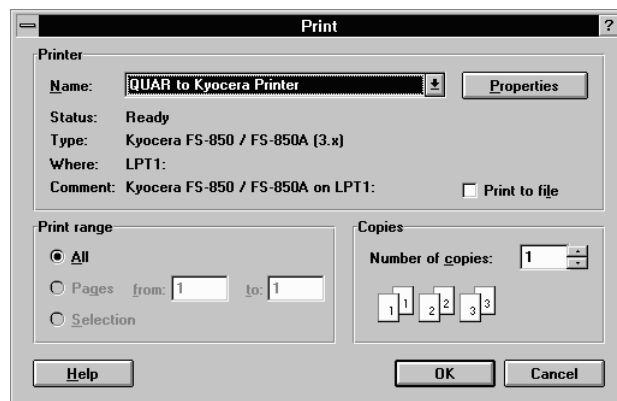 Print ?
Printer
Name: QUAR to Kyocera Printer Properties
Status: Ready
Type: Kyocera FS-850 / FS-850A (3.x)
Where: LPT1:
Comment: Kyocera FS-850 / FS-850A on LPT1: Print to file
Print range
All
Pages from: 1 to: 1
Selection
Copies
Number of copies: 1
1 1 2 2 3 3
Help OK Cancel